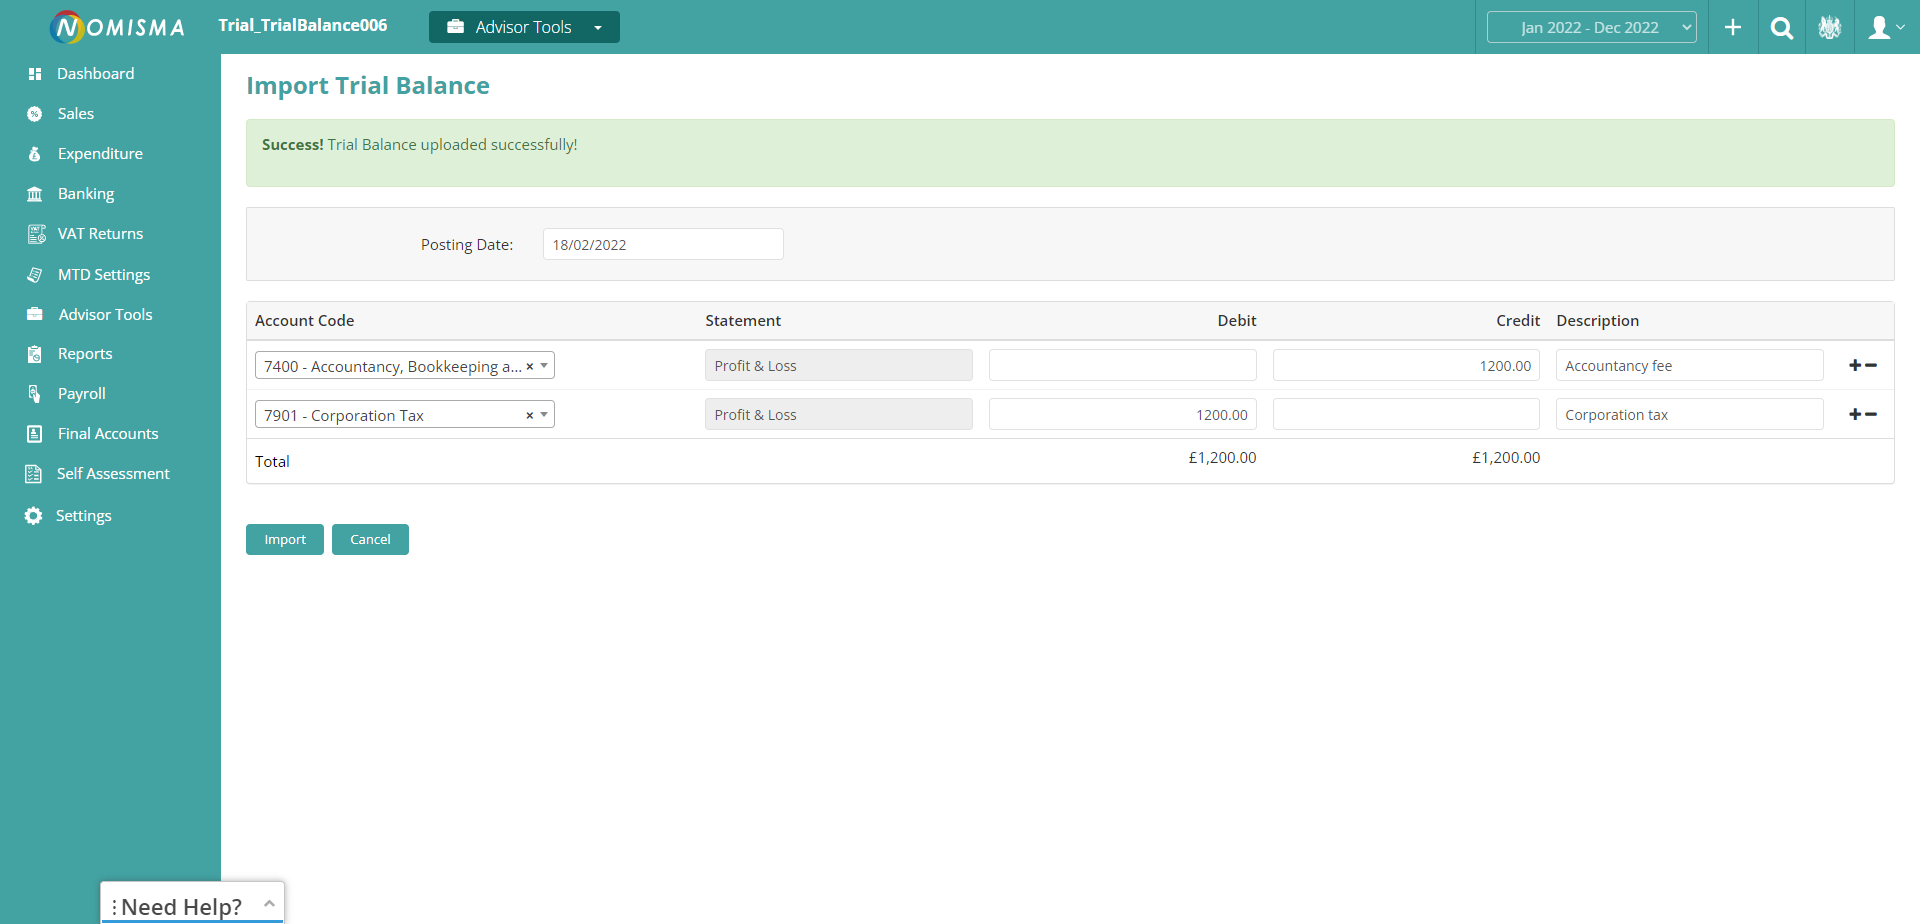 NOMISMA
Trial_TrialBalance006
Advisor Tools
Jan 2022 - Dec 2022
Dashboard
Sales
Expenditure
Banking
VAT Returns
MTD Settings
Advisor Tools
Reports
Payroll
Final Accounts
Self Assessment
Settings
Import Trial Balance
Success! Trial Balance uploaded successfully!
Posting Date: 18/02/2022
Account Code Statement Debit Credit Description
7400 - Accountancy, Bookkeeping a... × Profit & Loss 1200.00 Accountancy fee
7901 - Corporation Tax × Profit & Loss 1200.00 Corporation tax
Total £1,200.00 £1,200.00
Import Cancel
Need Help?